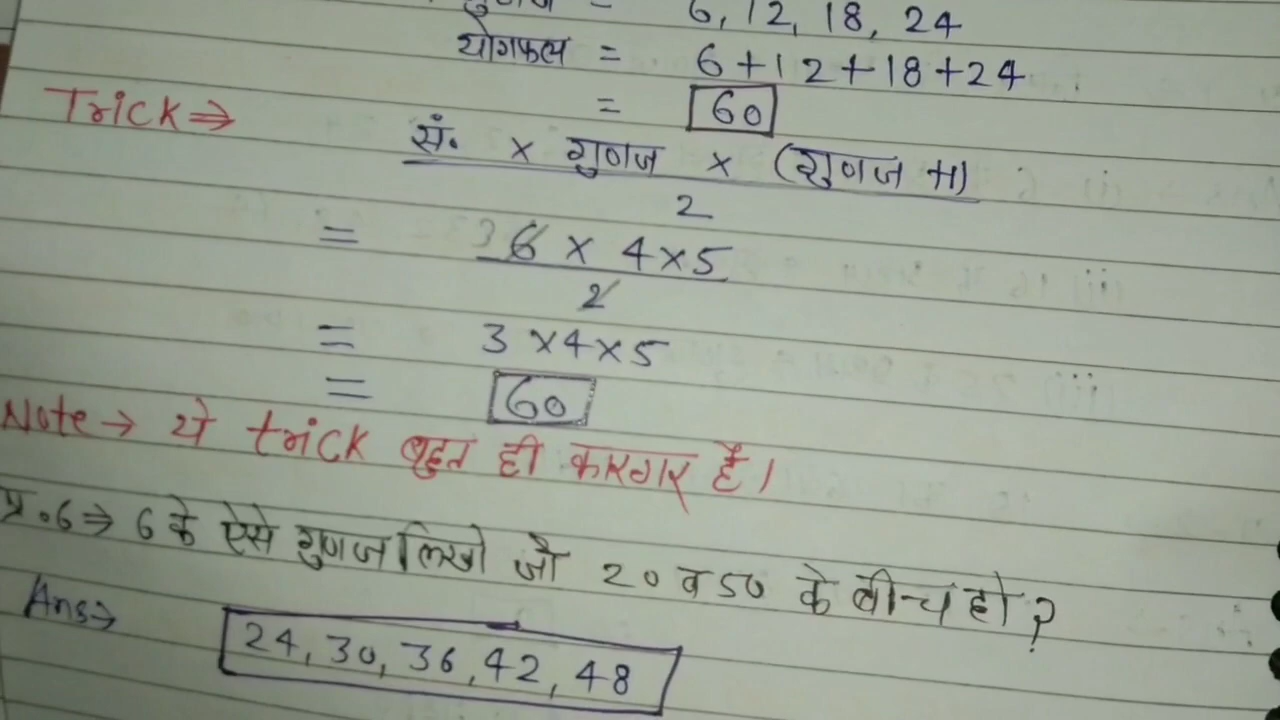 = 6, 12, 18, 24
योगफल = 6+12+18+24
= 60
Trick ⇒
सं. × गुणज × (गुणज +1)
2
= 3 6 × 4×5
2
= 3 ×4×5
= 60
Note → ये trick बहुत ही कारगर है।
प्र.6 ⇒ 6 के ऐसे गुणज लिखो जो 20 व 50 के बीच हो?
Ans→
24, 30, 36, 42, 48